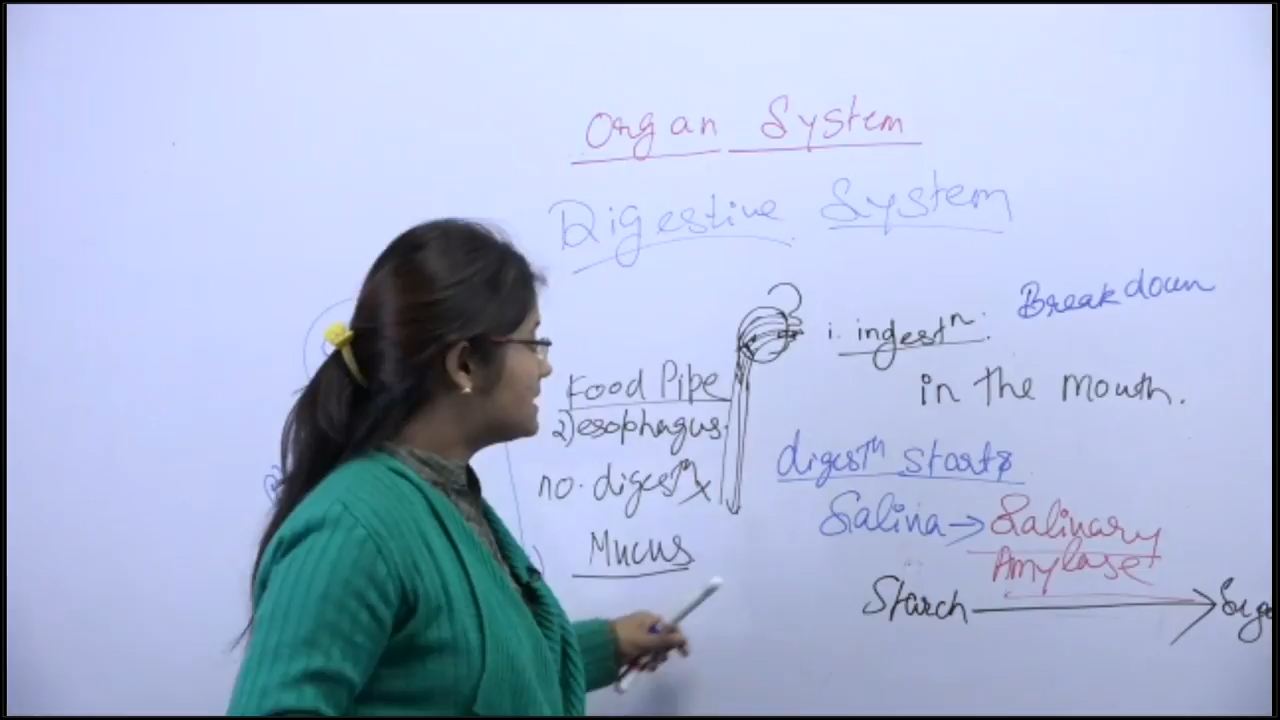 Organ System
Digestive System
i. ingestⁿ. Breakdown
in the mouth.
Food Pipe
2) esophagus.
no. digestⁿ x
Mucus
digestⁿ starts
Saliva → Salivary
Amylase
Starch → Suga